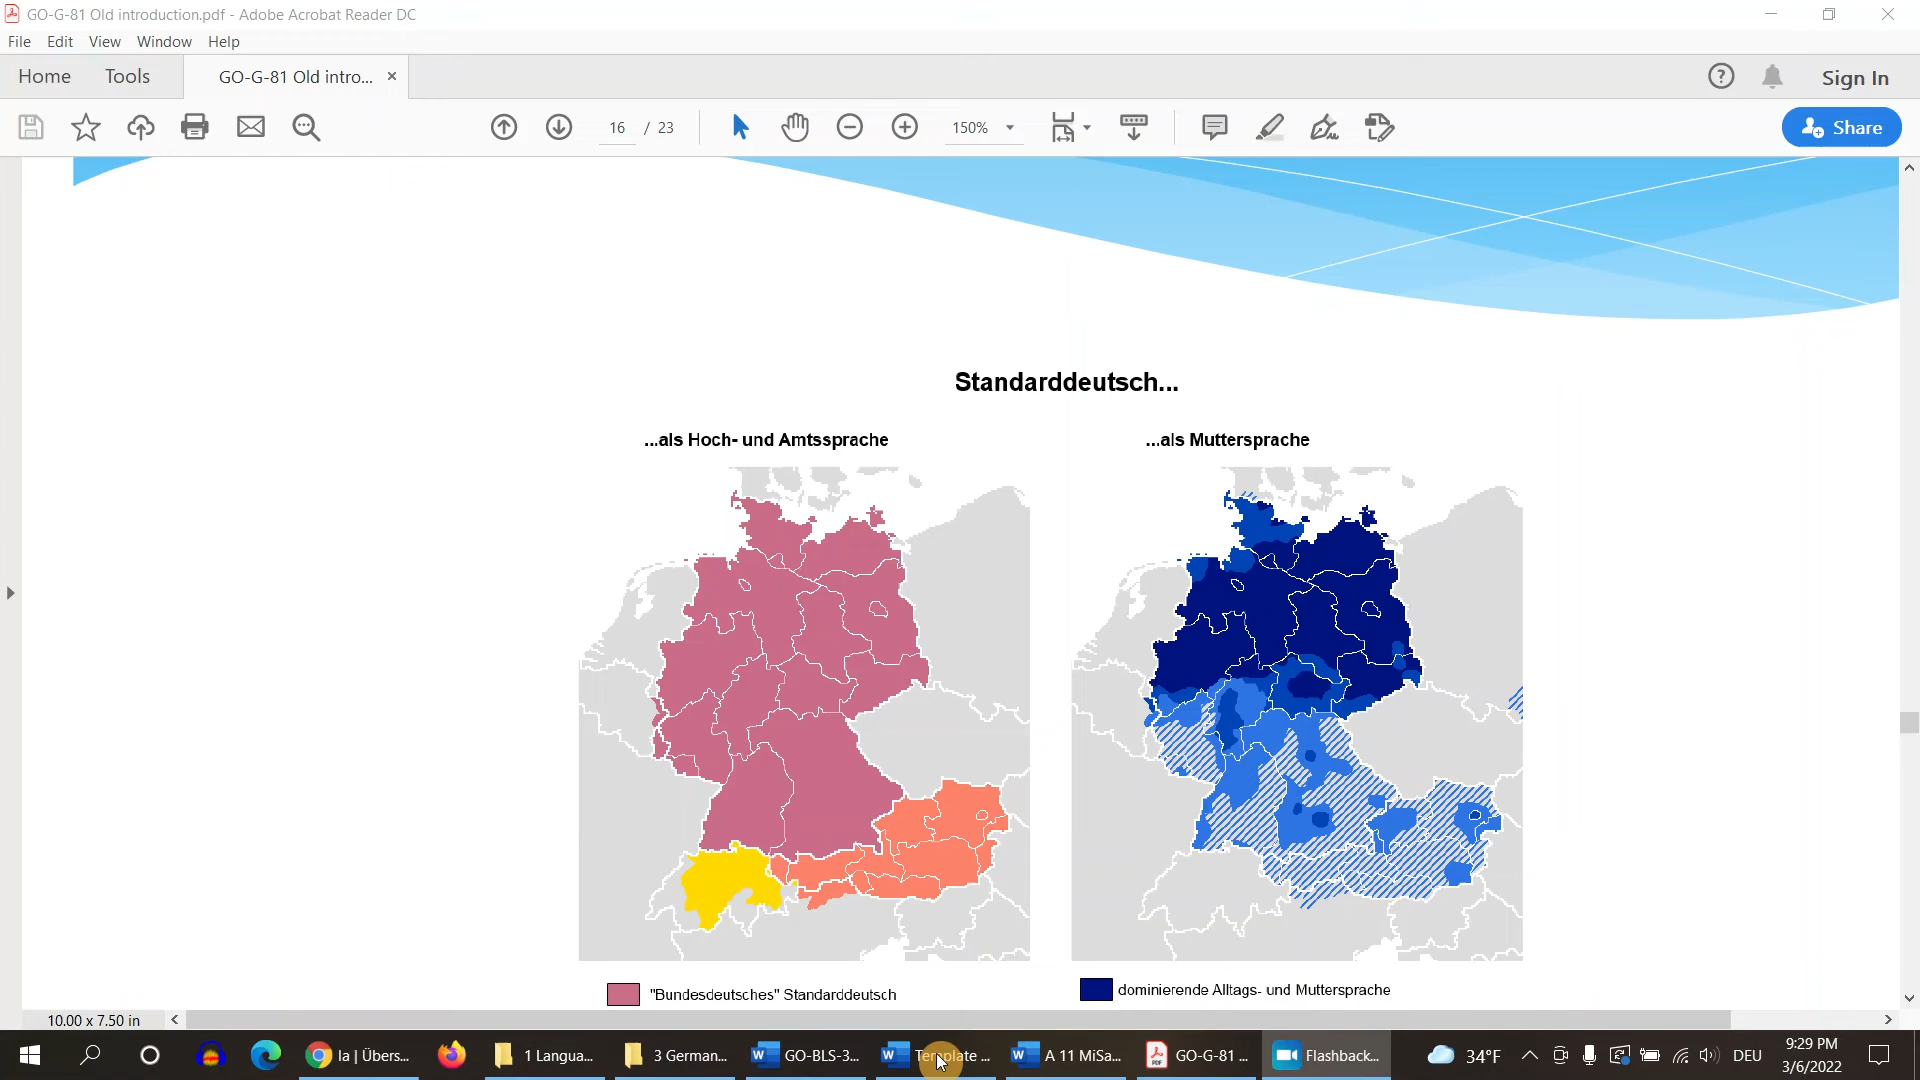 GO-G-81 Old introduction.pdf - Adobe Acrobat Reader DC
File Edit View Window Help
Home Tools GO-G-81 Old intro... × Sign In
16 / 23 150% Share
Standarddeutsch...
...als Hoch- und Amtssprache ...als Muttersprache
"Bundesdeutsches" Standarddeutsch dominierende Alltags- und Muttersprache
10.00 x 7.50 in
la | Übers... 1 Langua... 3 German... GO-BLS-3... Template ... A 11 MiSa... GO-G-81 ... Flashback... 34°F DEU 9:29 PM
3/6/2022